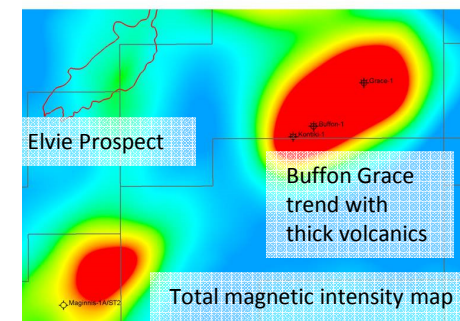 Grace-1
Buffon-1
Kontiki-1
Elvie Prospect
Buffon Grace
trend with
thick volcanics
Maginnis-1A/ST2
Total magnetic intensity map